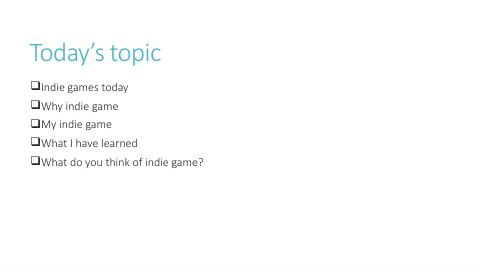 Today’s topic
❑Indie games today
❑Why indie game
❑My indie game
❑What I have learned
❑What do you think of indie game?